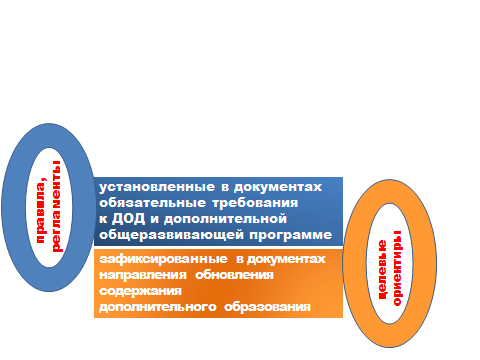 правила,
регламенты
установленные в документах
обязательные требования
к ДОД и дополнительной
общеразвивающей программе
зафиксированные в документах
направления обновления
содержания
дополнительного образования
целевые
ориентиры